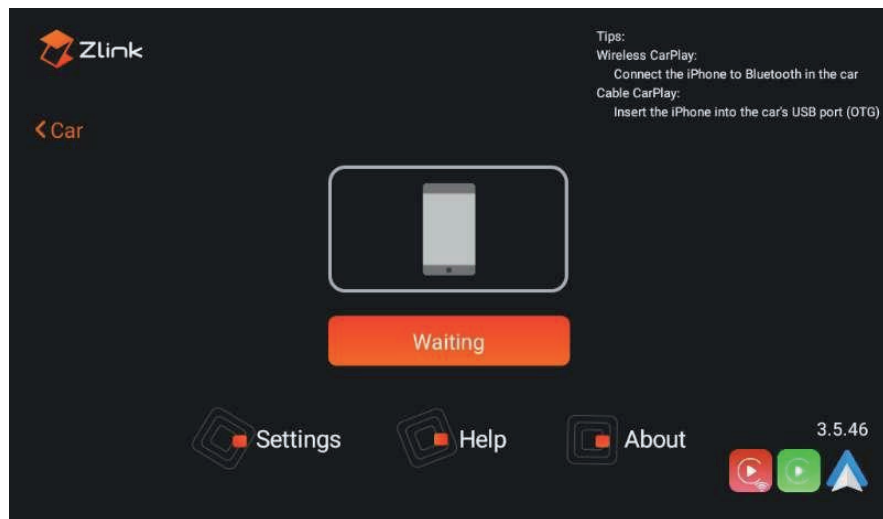 Zlink
Tips:
Wireless CarPlay:
Connect the iPhone to Bluetooth in the car
Cable CarPlay:
Insert the iPhone into the car's USB port (OTG)
Car
Waiting
Settings
Help
About
3.5.46